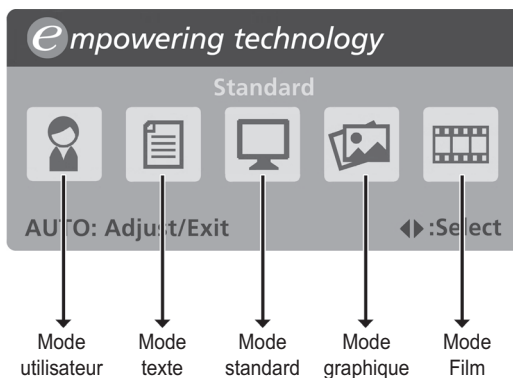 empowering technology
Standard
AUTO: Adjust/Exit ◀▶:Select
Mode utilisateur
Mode texte
Mode standard
Mode graphique
Mode Film